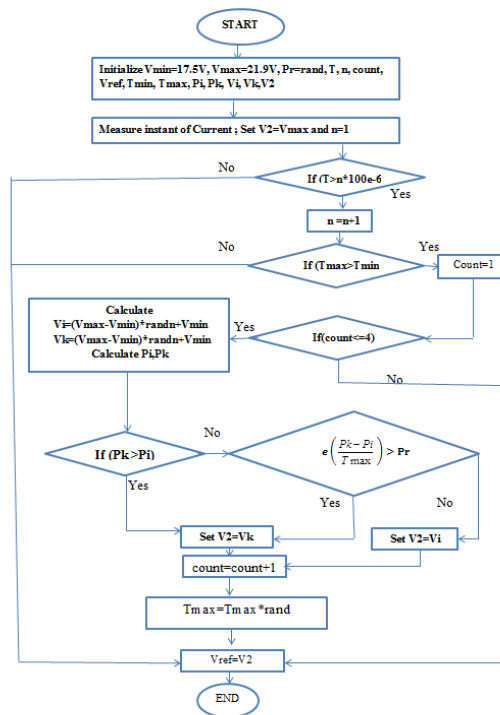 START
Initialize Vmin=17.5V, Vmax=21.9V, Pr=rand, T, n, count,
Vref, Tmin, Tmax, Pi, Pk, Vi, Vk,V2
Measure instant of Current ; Set V2=Vmax and n=1
No
If (T>n*100e-6
Yes
n =n+1
No
If (Tmax>Tmin
Yes
Count=1
Calculate
Vi=(Vmax-Vmin)*randn+Vmin
Vk=(Vmax-Vmin)*randn+Vmin
Calculate Pi,Pk
Yes
If(count<=4)
No
If (Pk>Pi)
No
e(Pk−Pi/Tmax) > Pr
Yes
Yes
No
Set V2=Vk
Set V2=Vi
count=count+1
Tmax=Tmax*rand
Vref=V2
END